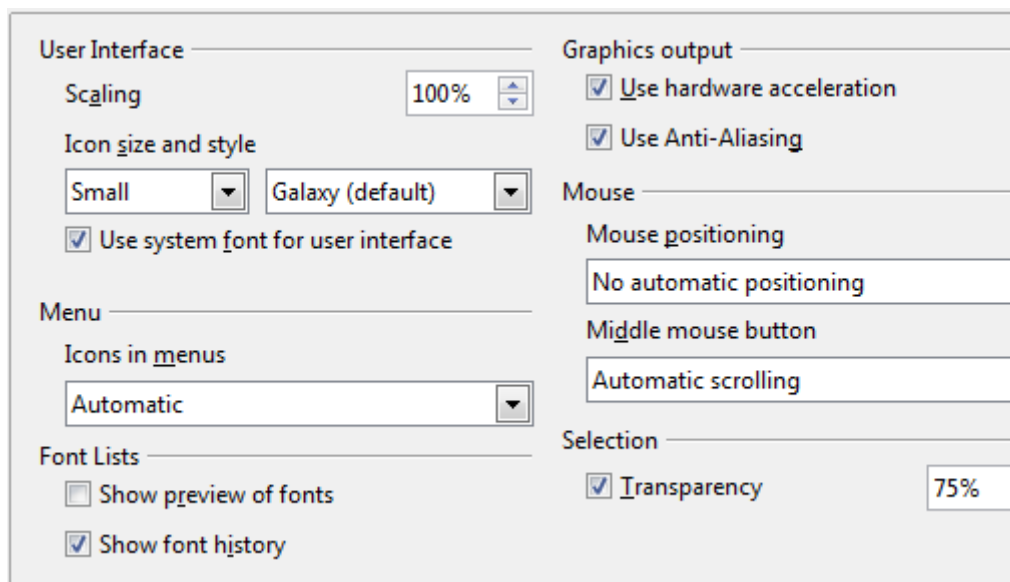 User Interface
Scaling 100%
Icon size and style
Small Galaxy (default)
Use system font for user interface
Menu
Icons in menus
Automatic
Font Lists
Show preview of fonts
Show font history
Graphics output
Use hardware acceleration
Use Anti-Aliasing
Mouse
Mouse positioning
No automatic positioning
Middle mouse button
Automatic scrolling
Selection
Transparency 75%